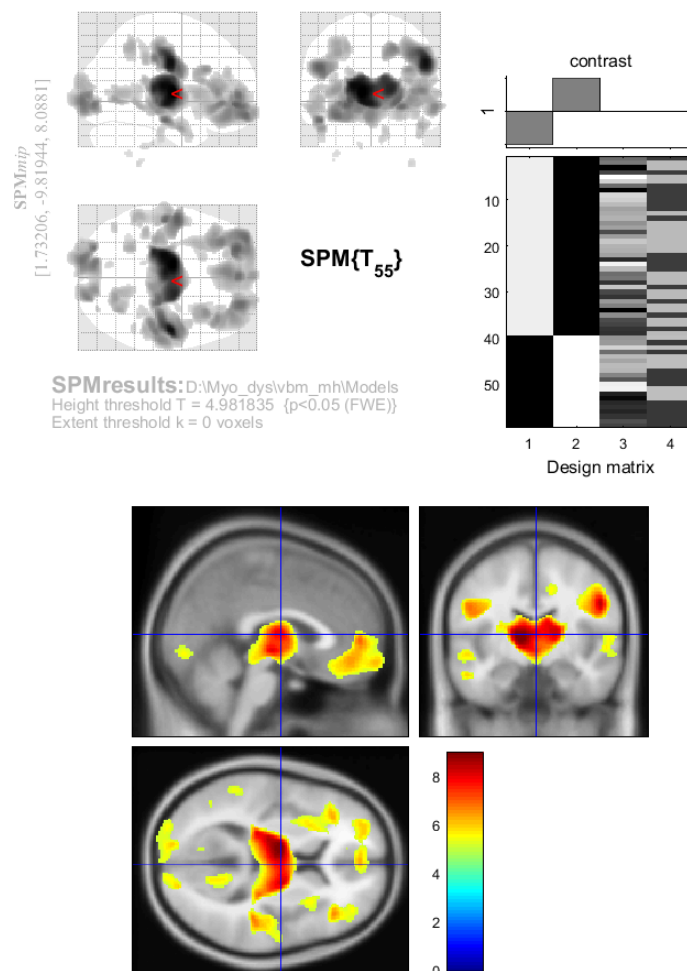 contrast
1
SPMmip
[1.73206, -9.81944, 8.0881]
SPM{T55}
10
20
30
40
50
1 2 3 4
Design matrix
SPMresults: D:\Myo_dys\vbm_mh\Models
Height threshold T = 4.981835 {p<0.05 (FWE)}
Extent threshold k = 0 voxels
<
<
<
8
6
4
2
0